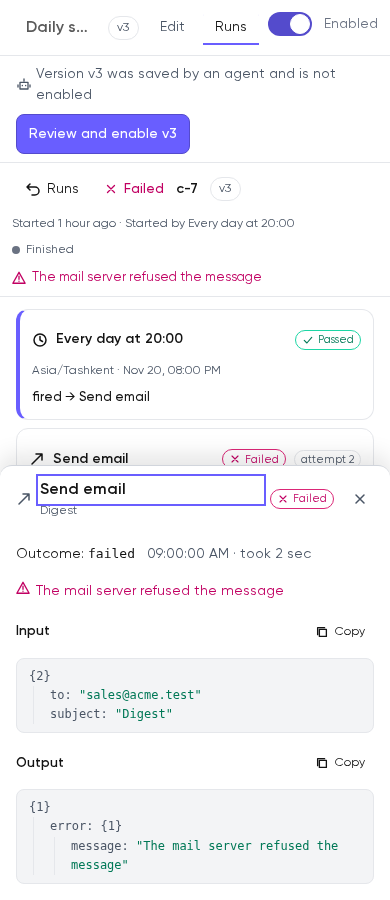 Daily s...
v3
Edit
Runs
Enabled
Version v3 was saved by an agent and is not
enabled
Review and enable v3
Runs
Failed
c-7
v3
Started 1 hour ago · Started by Every day at 20:00
Finished
The mail server refused the message
Every day at 20:00
Passed
Asia/Tashkent · Nov 20, 08:00 PM
fired → Send email
Send email
Failed
attempt 2
Send email
Failed
Digest
Outcome: failed 09:00:00 AM · took 2 sec
The mail server refused the message
Input
Copy
{2}
to: "sales@acme.test"
subject: "Digest"
Output
Copy
{1}
error: {1}
message: "The mail server refused the
message"